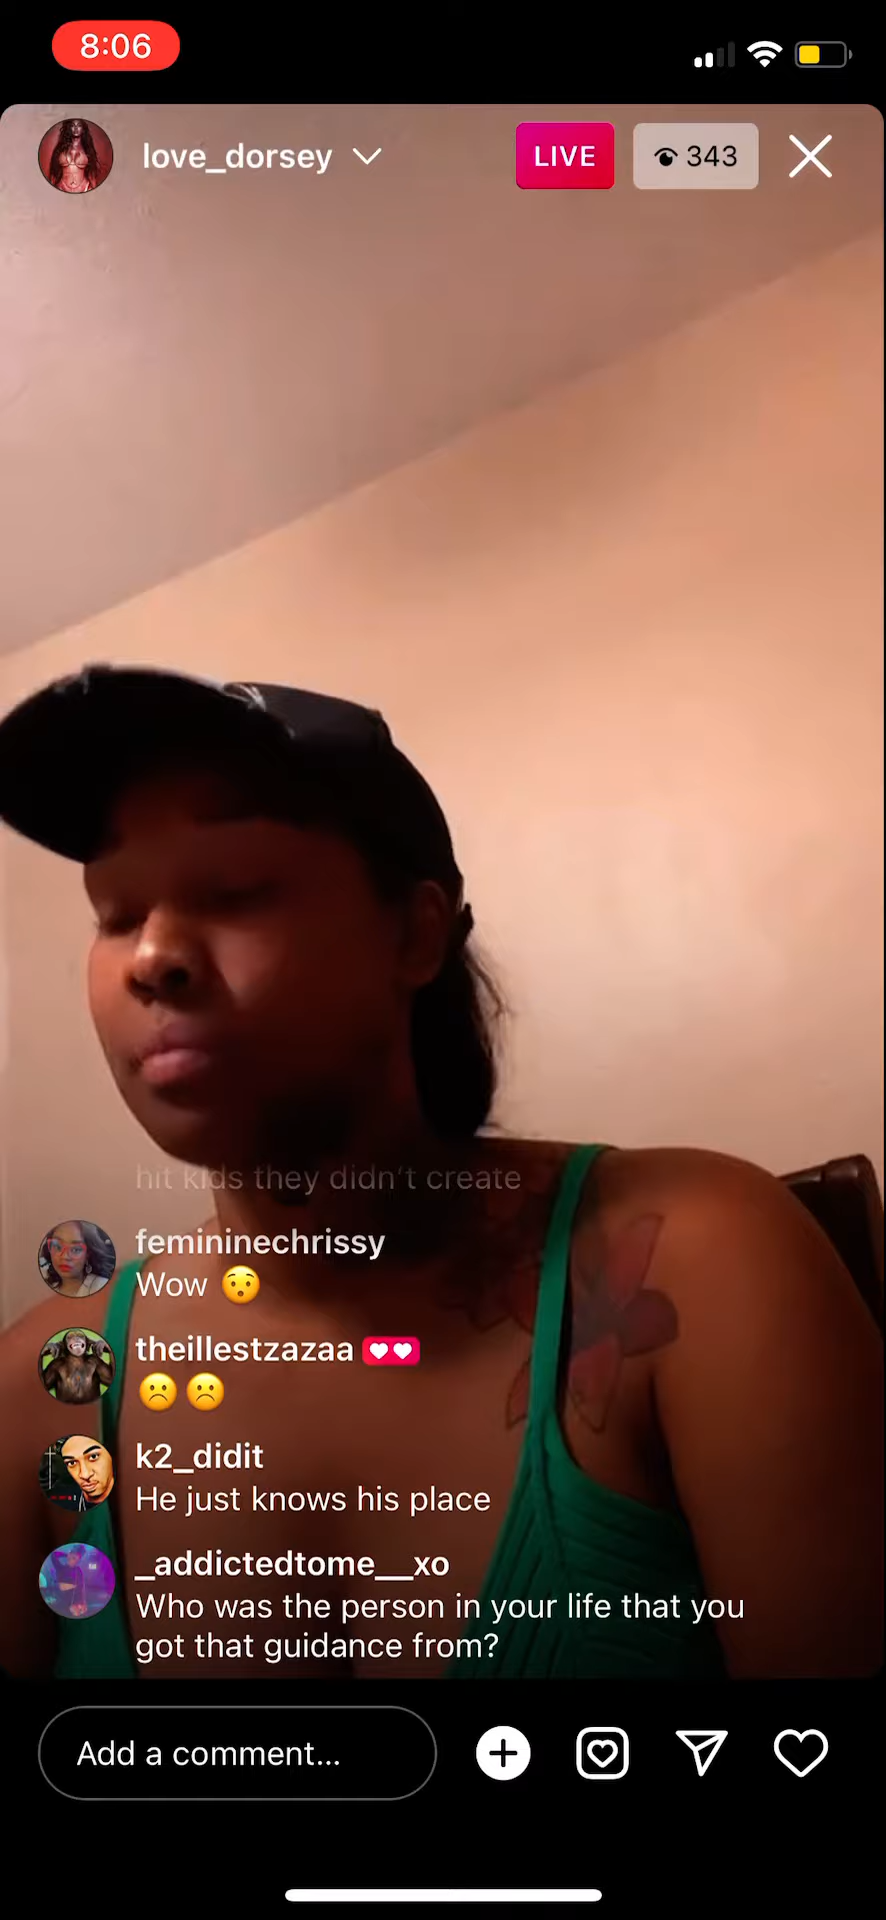 8:06
love_dorsey
LIVE
343
hit kids they didn't create
femininechrissy
Wow 😯
theillestzazaa
☹️☹️
k2_didit
He just knows his place
_addictedtome__xo
Who was the person in your life that you
got that guidance from?
Add a comment...